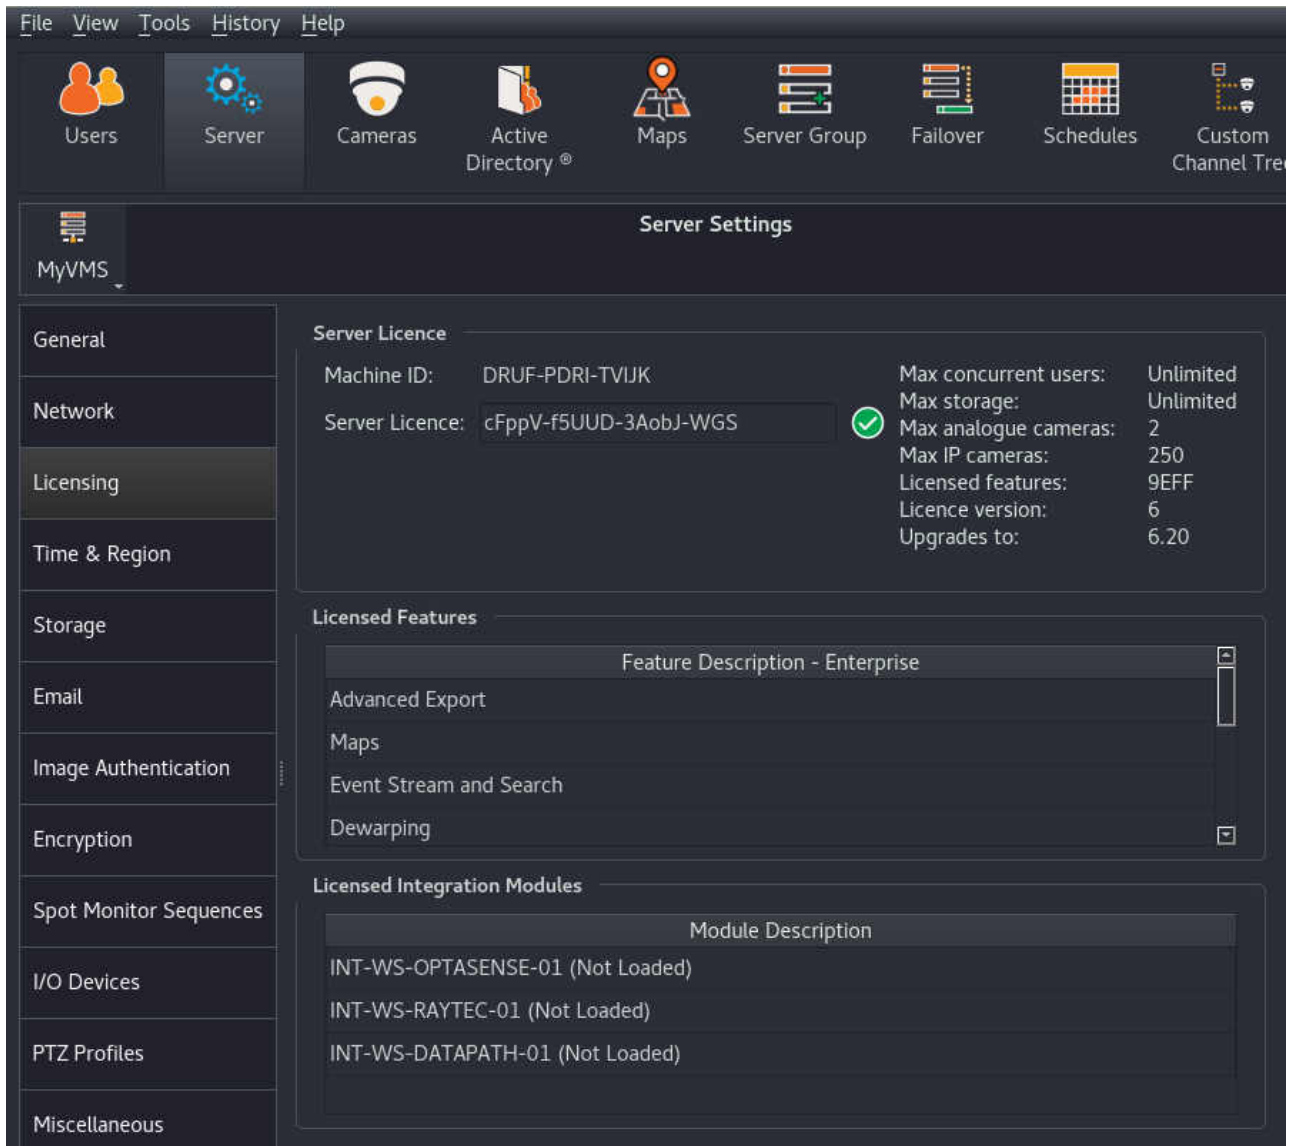 File View Tools History Help
Users Server Cameras Active Directory ® Maps Server Group Failover Schedules Custom Channel Tree
Server Settings
MyVMS
General
Network
Licensing
Time & Region
Storage
Email
Image Authentication
Encryption
Spot Monitor Sequences
I/O Devices
PTZ Profiles
Miscellaneous
Server Licence
Machine ID: DRUF-PDRI-TVIJK
Server Licence: cFppV-f5UUD-3AobJ-WGS
Max concurrent users: Unlimited
Max storage: Unlimited
Max analogue cameras: 2
Max IP cameras: 250
Licensed features: 9EFF
Licence version: 6
Upgrades to: 6.20
Licensed Features
Feature Description - Enterprise
Advanced Export
Maps
Event Stream and Search
Dewarping
Licensed Integration Modules
Module Description
INT-WS-OPTASENSE-01 (Not Loaded)
INT-WS-RAYTEC-01 (Not Loaded)
INT-WS-DATAPATH-01 (Not Loaded)